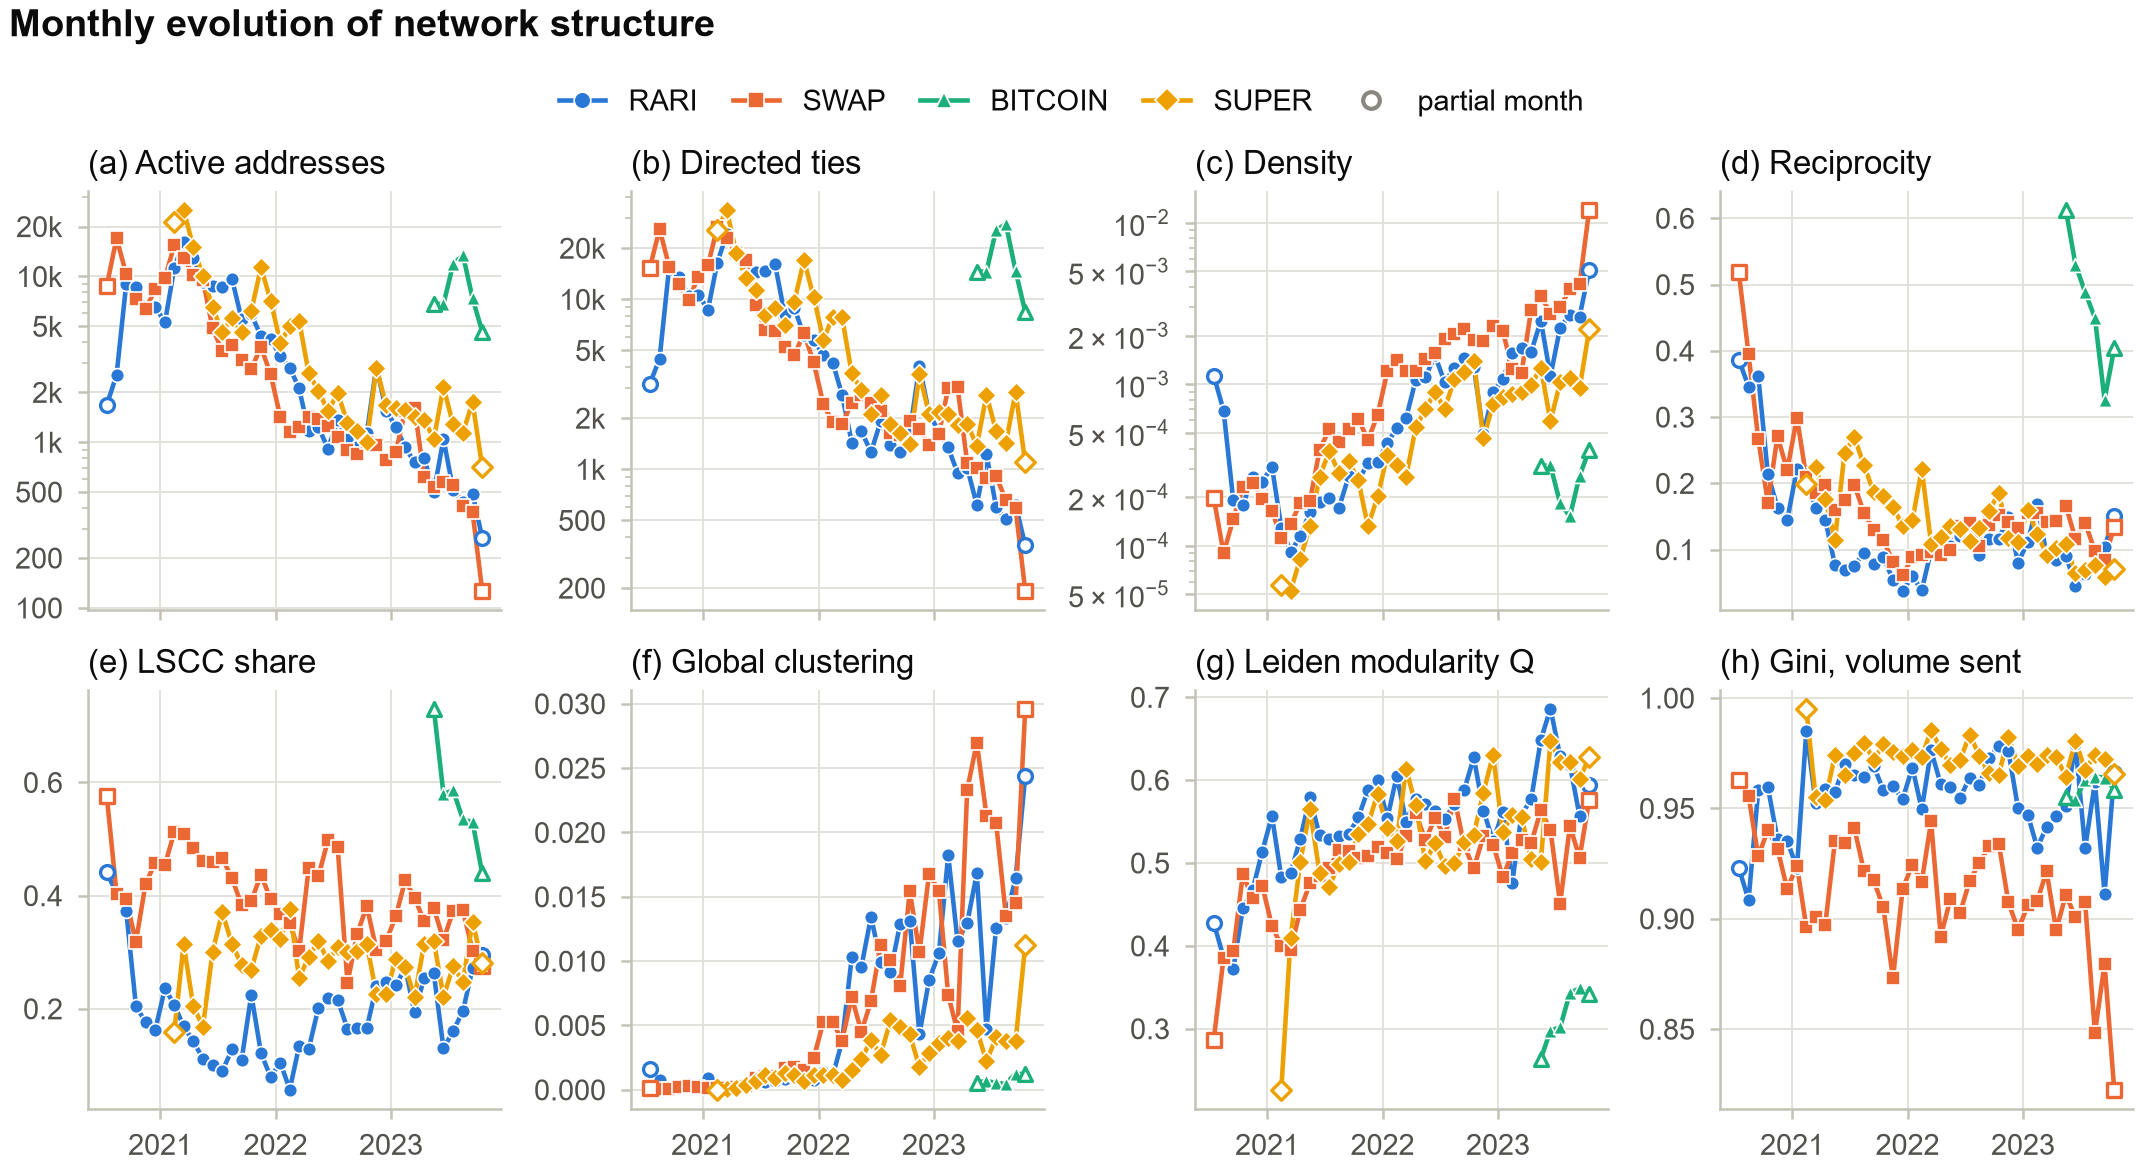 Monthly evolution of network structure
RARI SWAP BITCOIN SUPER partial month
(a) Active addresses
20k
10k
5k
2k
1k
500
200
100
(b) Directed ties
20k
10k
5k
2k
1k
500
200
(c) Density
10⁻²
5 × 10⁻³
2 × 10⁻³
10⁻³
5 × 10⁻⁴
2 × 10⁻⁴
10⁻⁴
5 × 10⁻⁵
(d) Reciprocity
0.6
0.5
0.4
0.3
0.2
0.1
(e) LSCC share
0.6
0.4
0.2
2021 2022 2023
(f) Global clustering
0.030
0.025
0.020
0.015
0.010
0.005
0.000
2021 2022 2023
(g) Leiden modularity Q
0.7
0.6
0.5
0.4
0.3
2021 2022 2023
(h) Gini, volume sent
1.00
0.95
0.90
0.85
2021 2022 2023